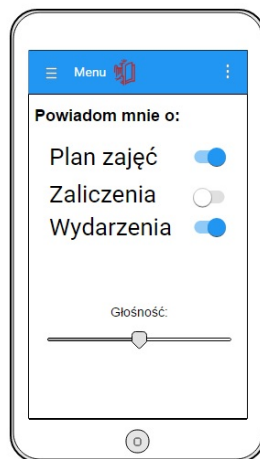 Menu
Powiadom mnie o:
Plan zajęć
Zaliczenia
Wydarzenia
Głośność: